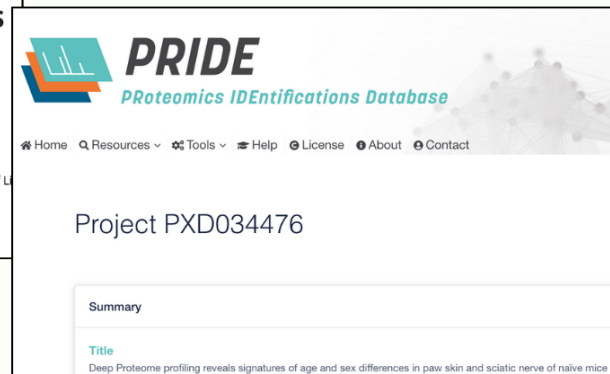 S
PRIDE
PRoteomics IDEntifications Database
Home Resources Tools Help License About Contact
Li
Project PXD034476
Summary
Title
Deep Proteome profiling reveals signatures of age and sex differences in paw skin and sciatic nerve of naïve mice